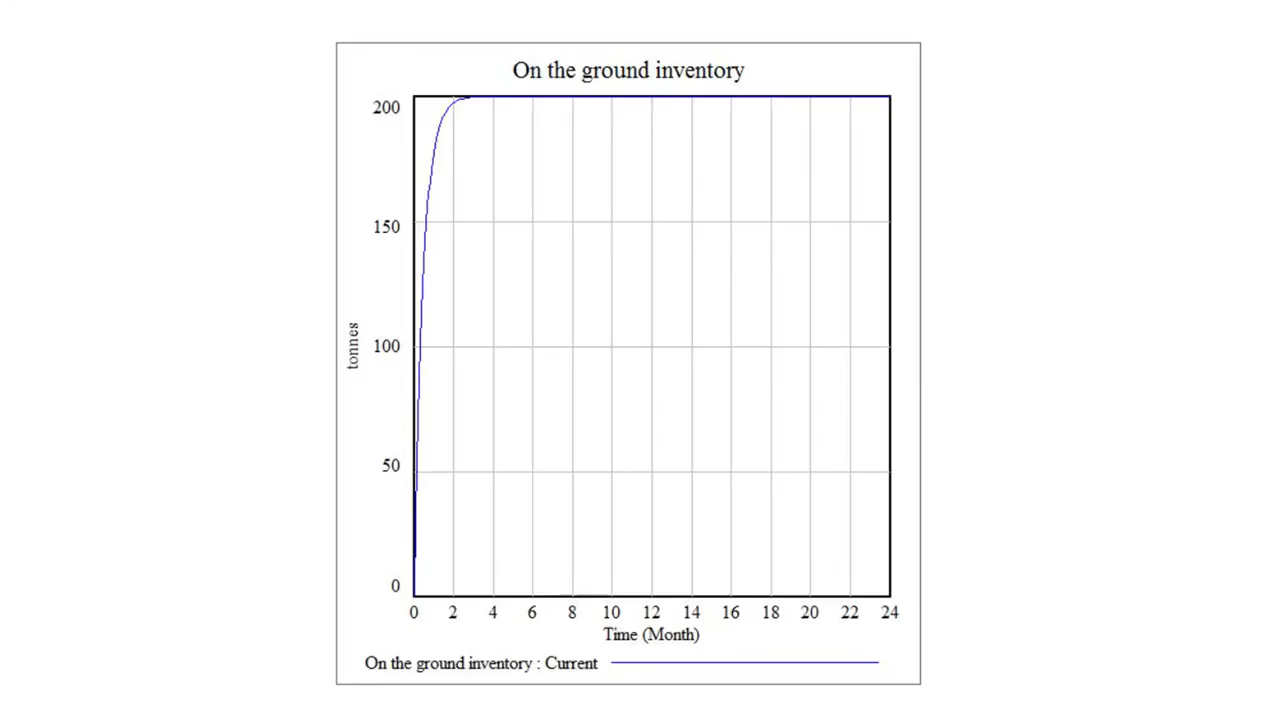 On the ground inventory
200
150
100
50
0
tonnes
0 2 4 6 8 10 12 14 16 18 20 22 24
Time (Month)
On the ground inventory : Current